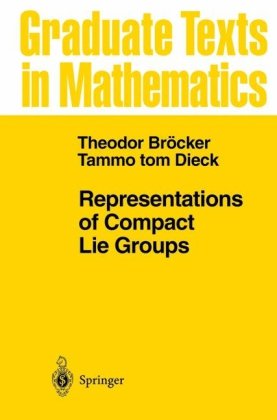 Graduate Texts
in Mathematics
Theodor Bröcker
Tammo tom Dieck
Representations
of Compact
Lie Groups
Springer